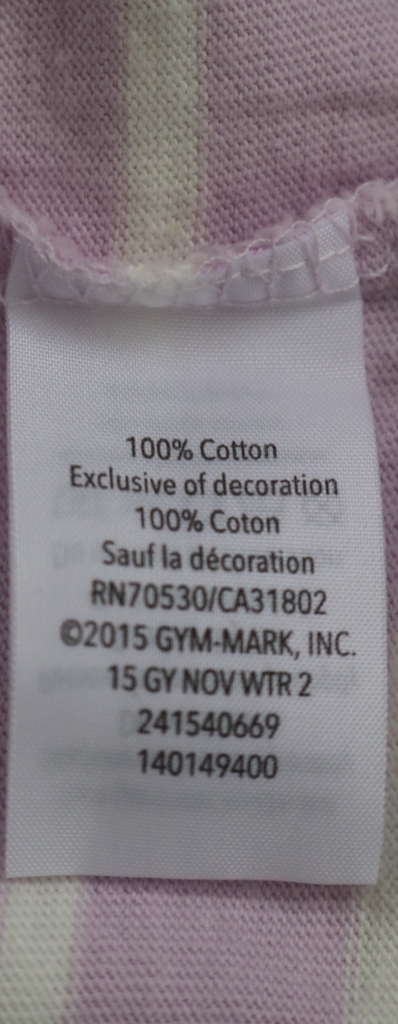 100% Cotton
Exclusive of decoration
100% Coton
Sauf la décoration
RN70530/CA31802
©2015 GYM-MARK, INC.
15 GY NOV WTR 2
241540669
140149400